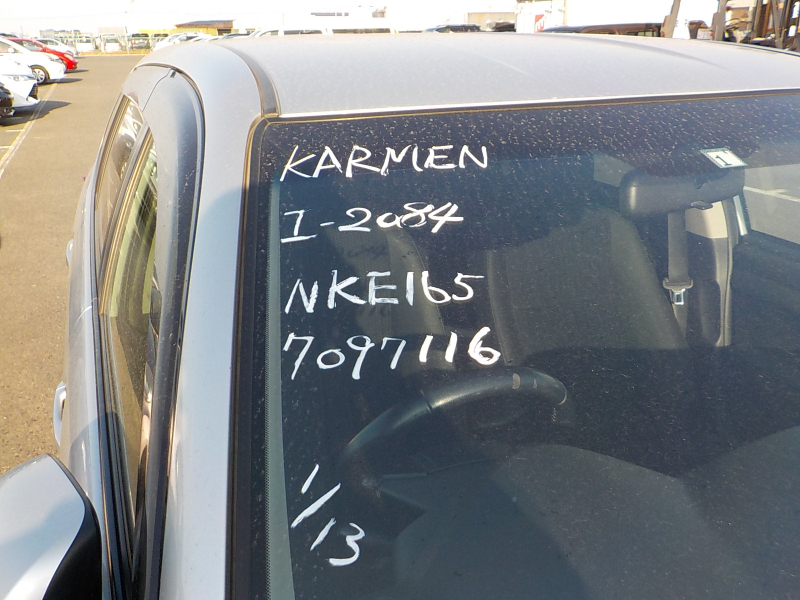 KARMEN
I-2084
NKE165
7097116
1/13
1